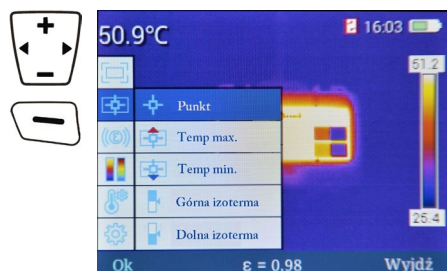 50.9°C
16:03
51.2
Punkt
Temp max.
Temp min.
Górna izoterma
Dolna izoterma
25.4
Ok
ε = 0.98
Wyjdź